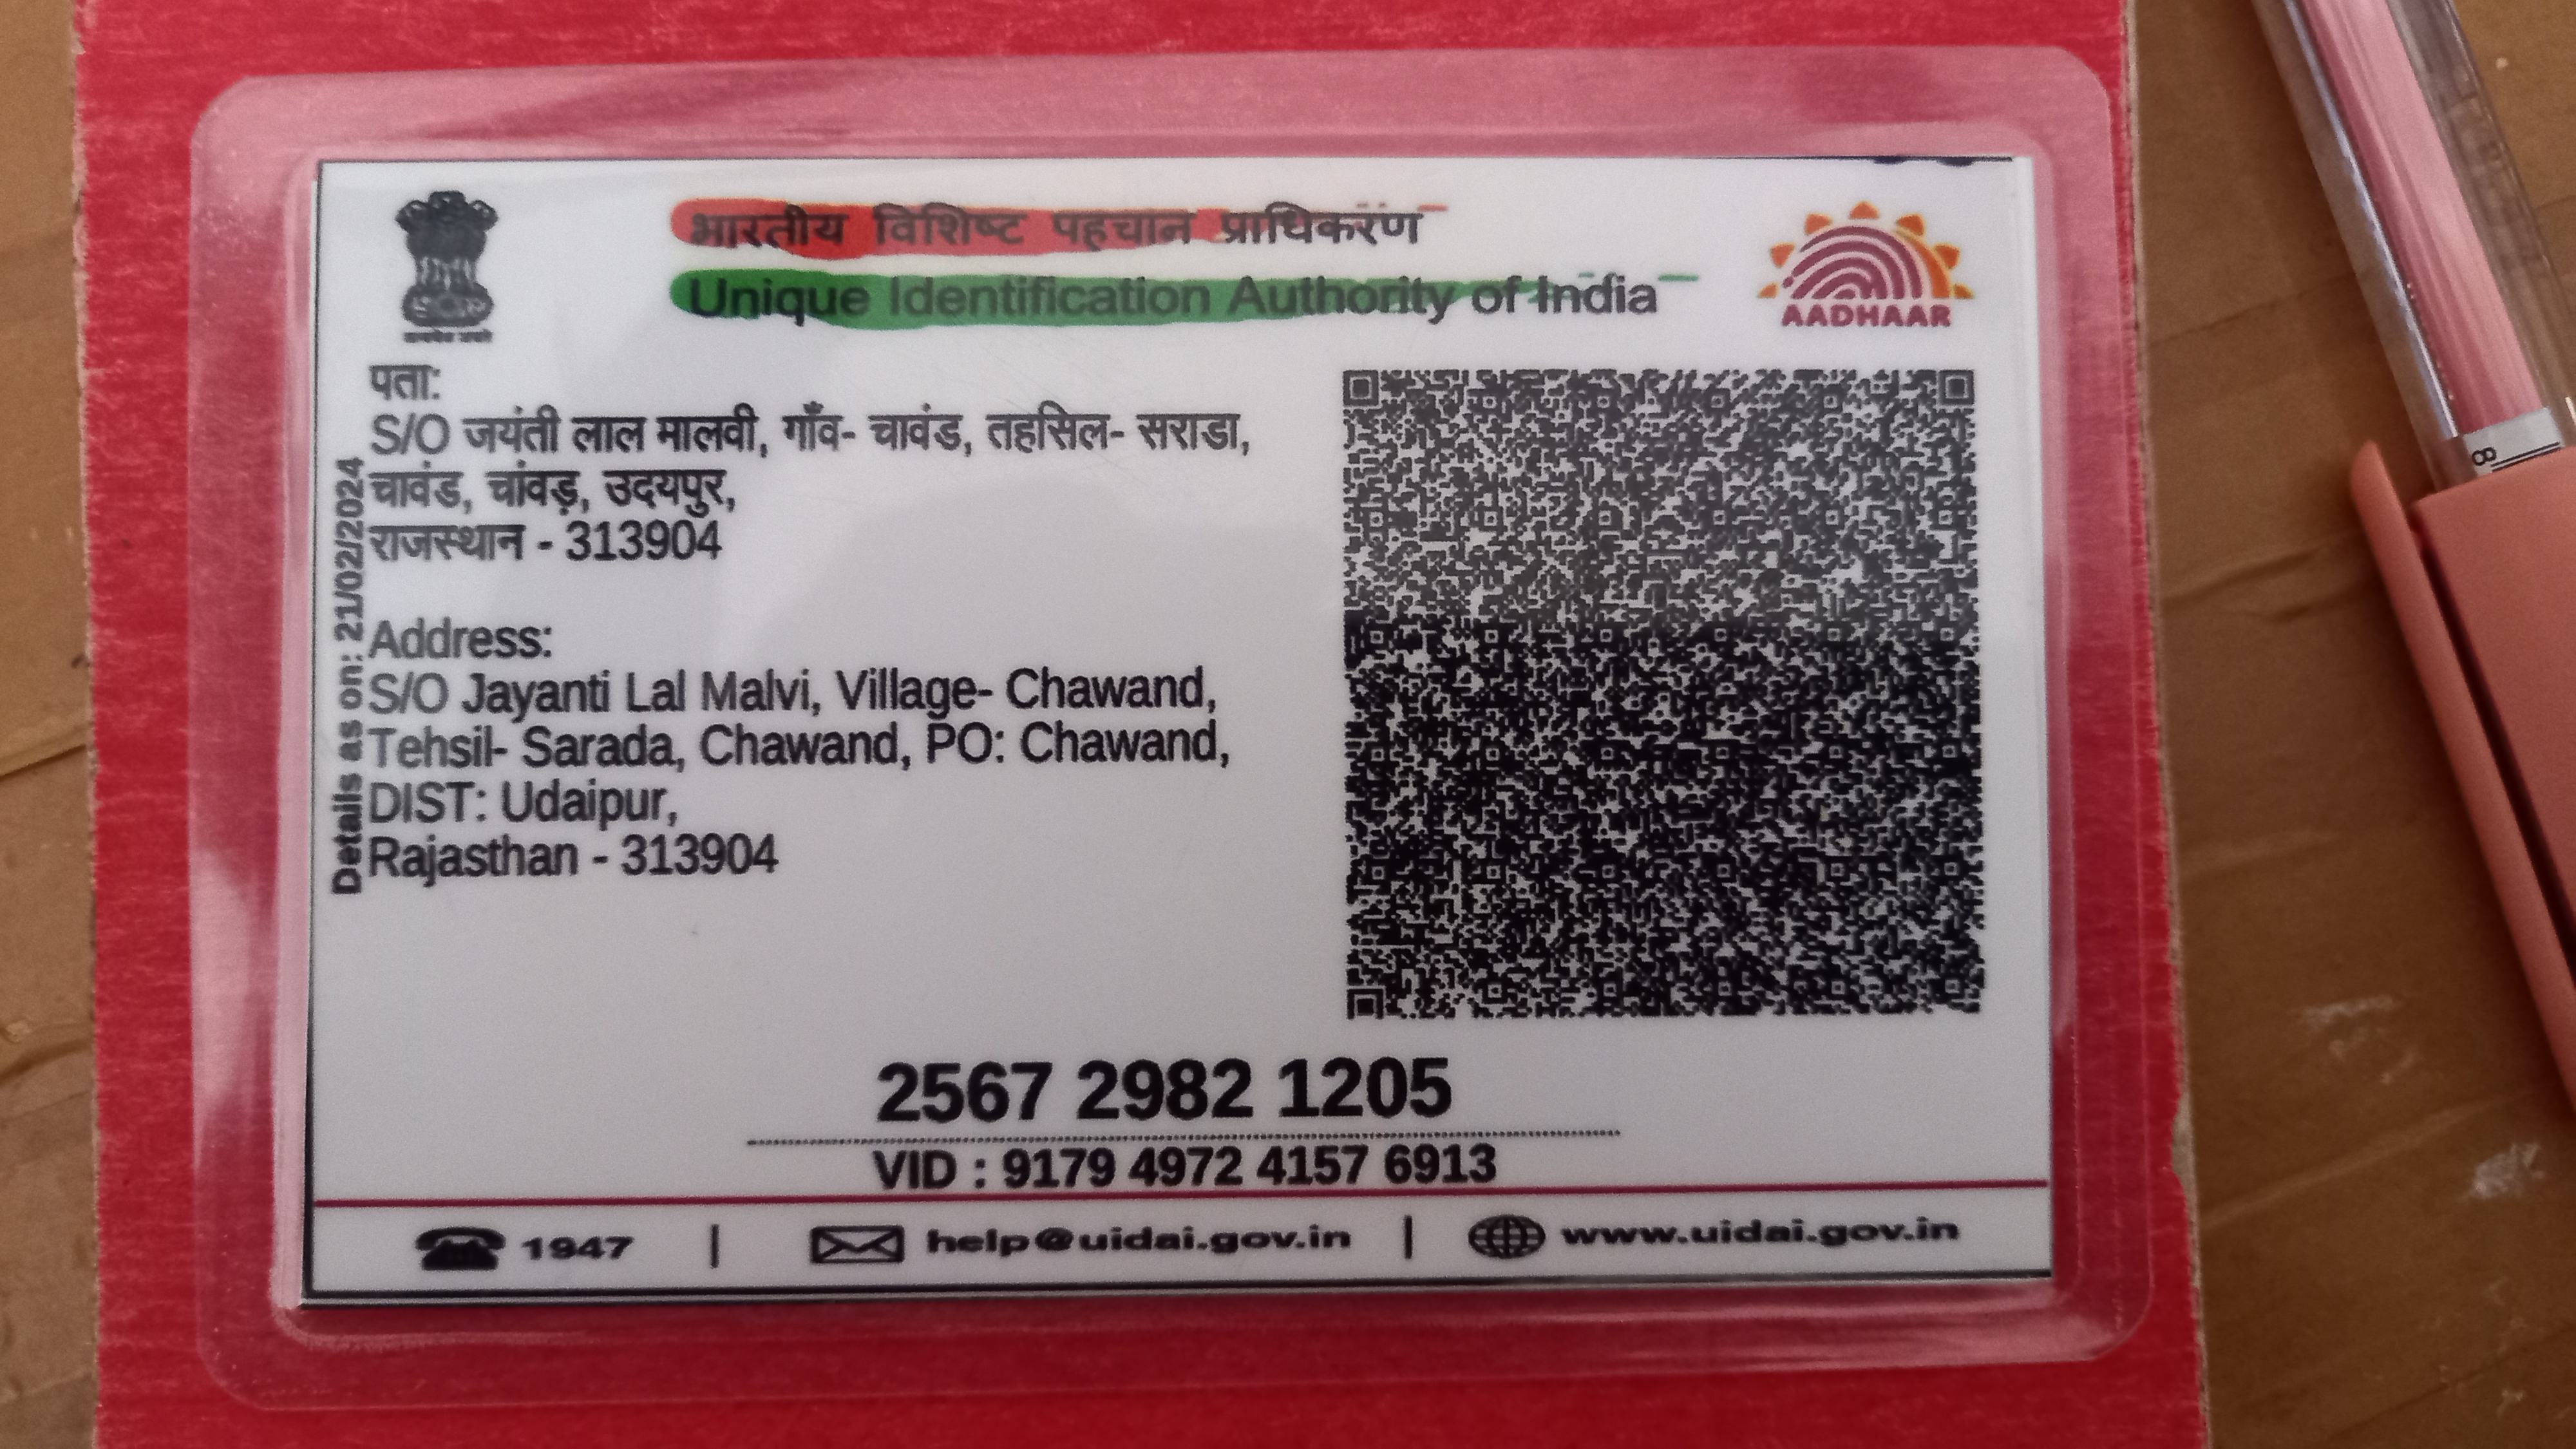 भारतीय विशिष्ट पहचान प्राधिकरण
Unique Identification Authority of India
AADHAAR
पता:
S/O जयंती लाल मालवी, गाँव- चावंड, तहसिल- सराडा,
चावंड, चांवड़, उदयपुर,
राजस्थान - 313904
Address:
S/O Jayanti Lal Malvi, Village- Chawand,
Tehsil- Sarada, Chawand, PO: Chawand,
DIST: Udaipur,
Rajasthan - 313904
Details as on: 21/02/2024
2567 2982 1205
VID : 9179 4972 4157 6913
1947 | help@uidai.gov.in | www.uidai.gov.in
8